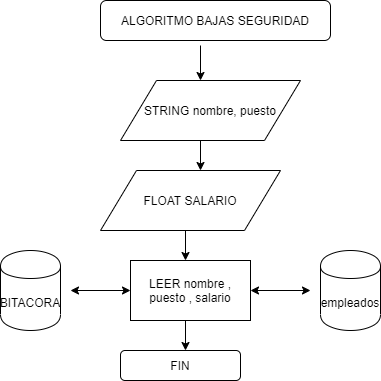 ALGORITMO BAJAS SEGURIDAD
STRING nombre, puesto
FLOAT SALARIO
LEER nombre ,
puesto , salario
BITACORA
empleados
FIN